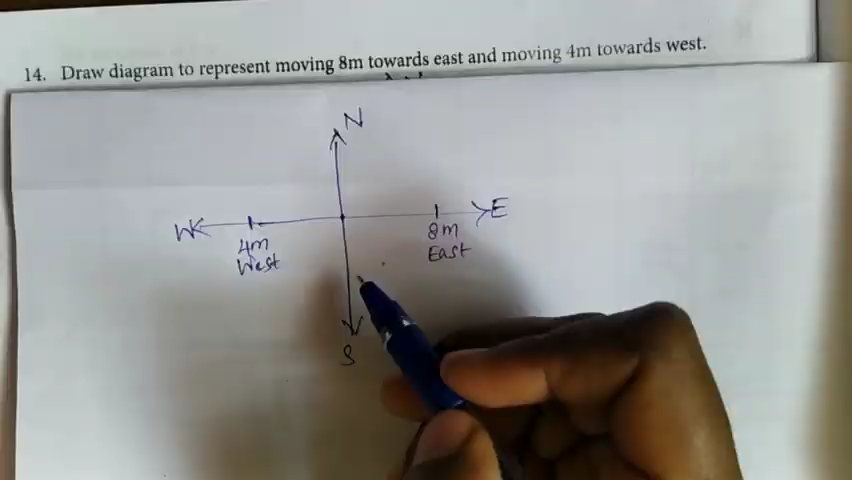 14. Draw diagram to represent moving 8m towards east and moving 4m towards west.
N
W E
4m 8m
West East
S